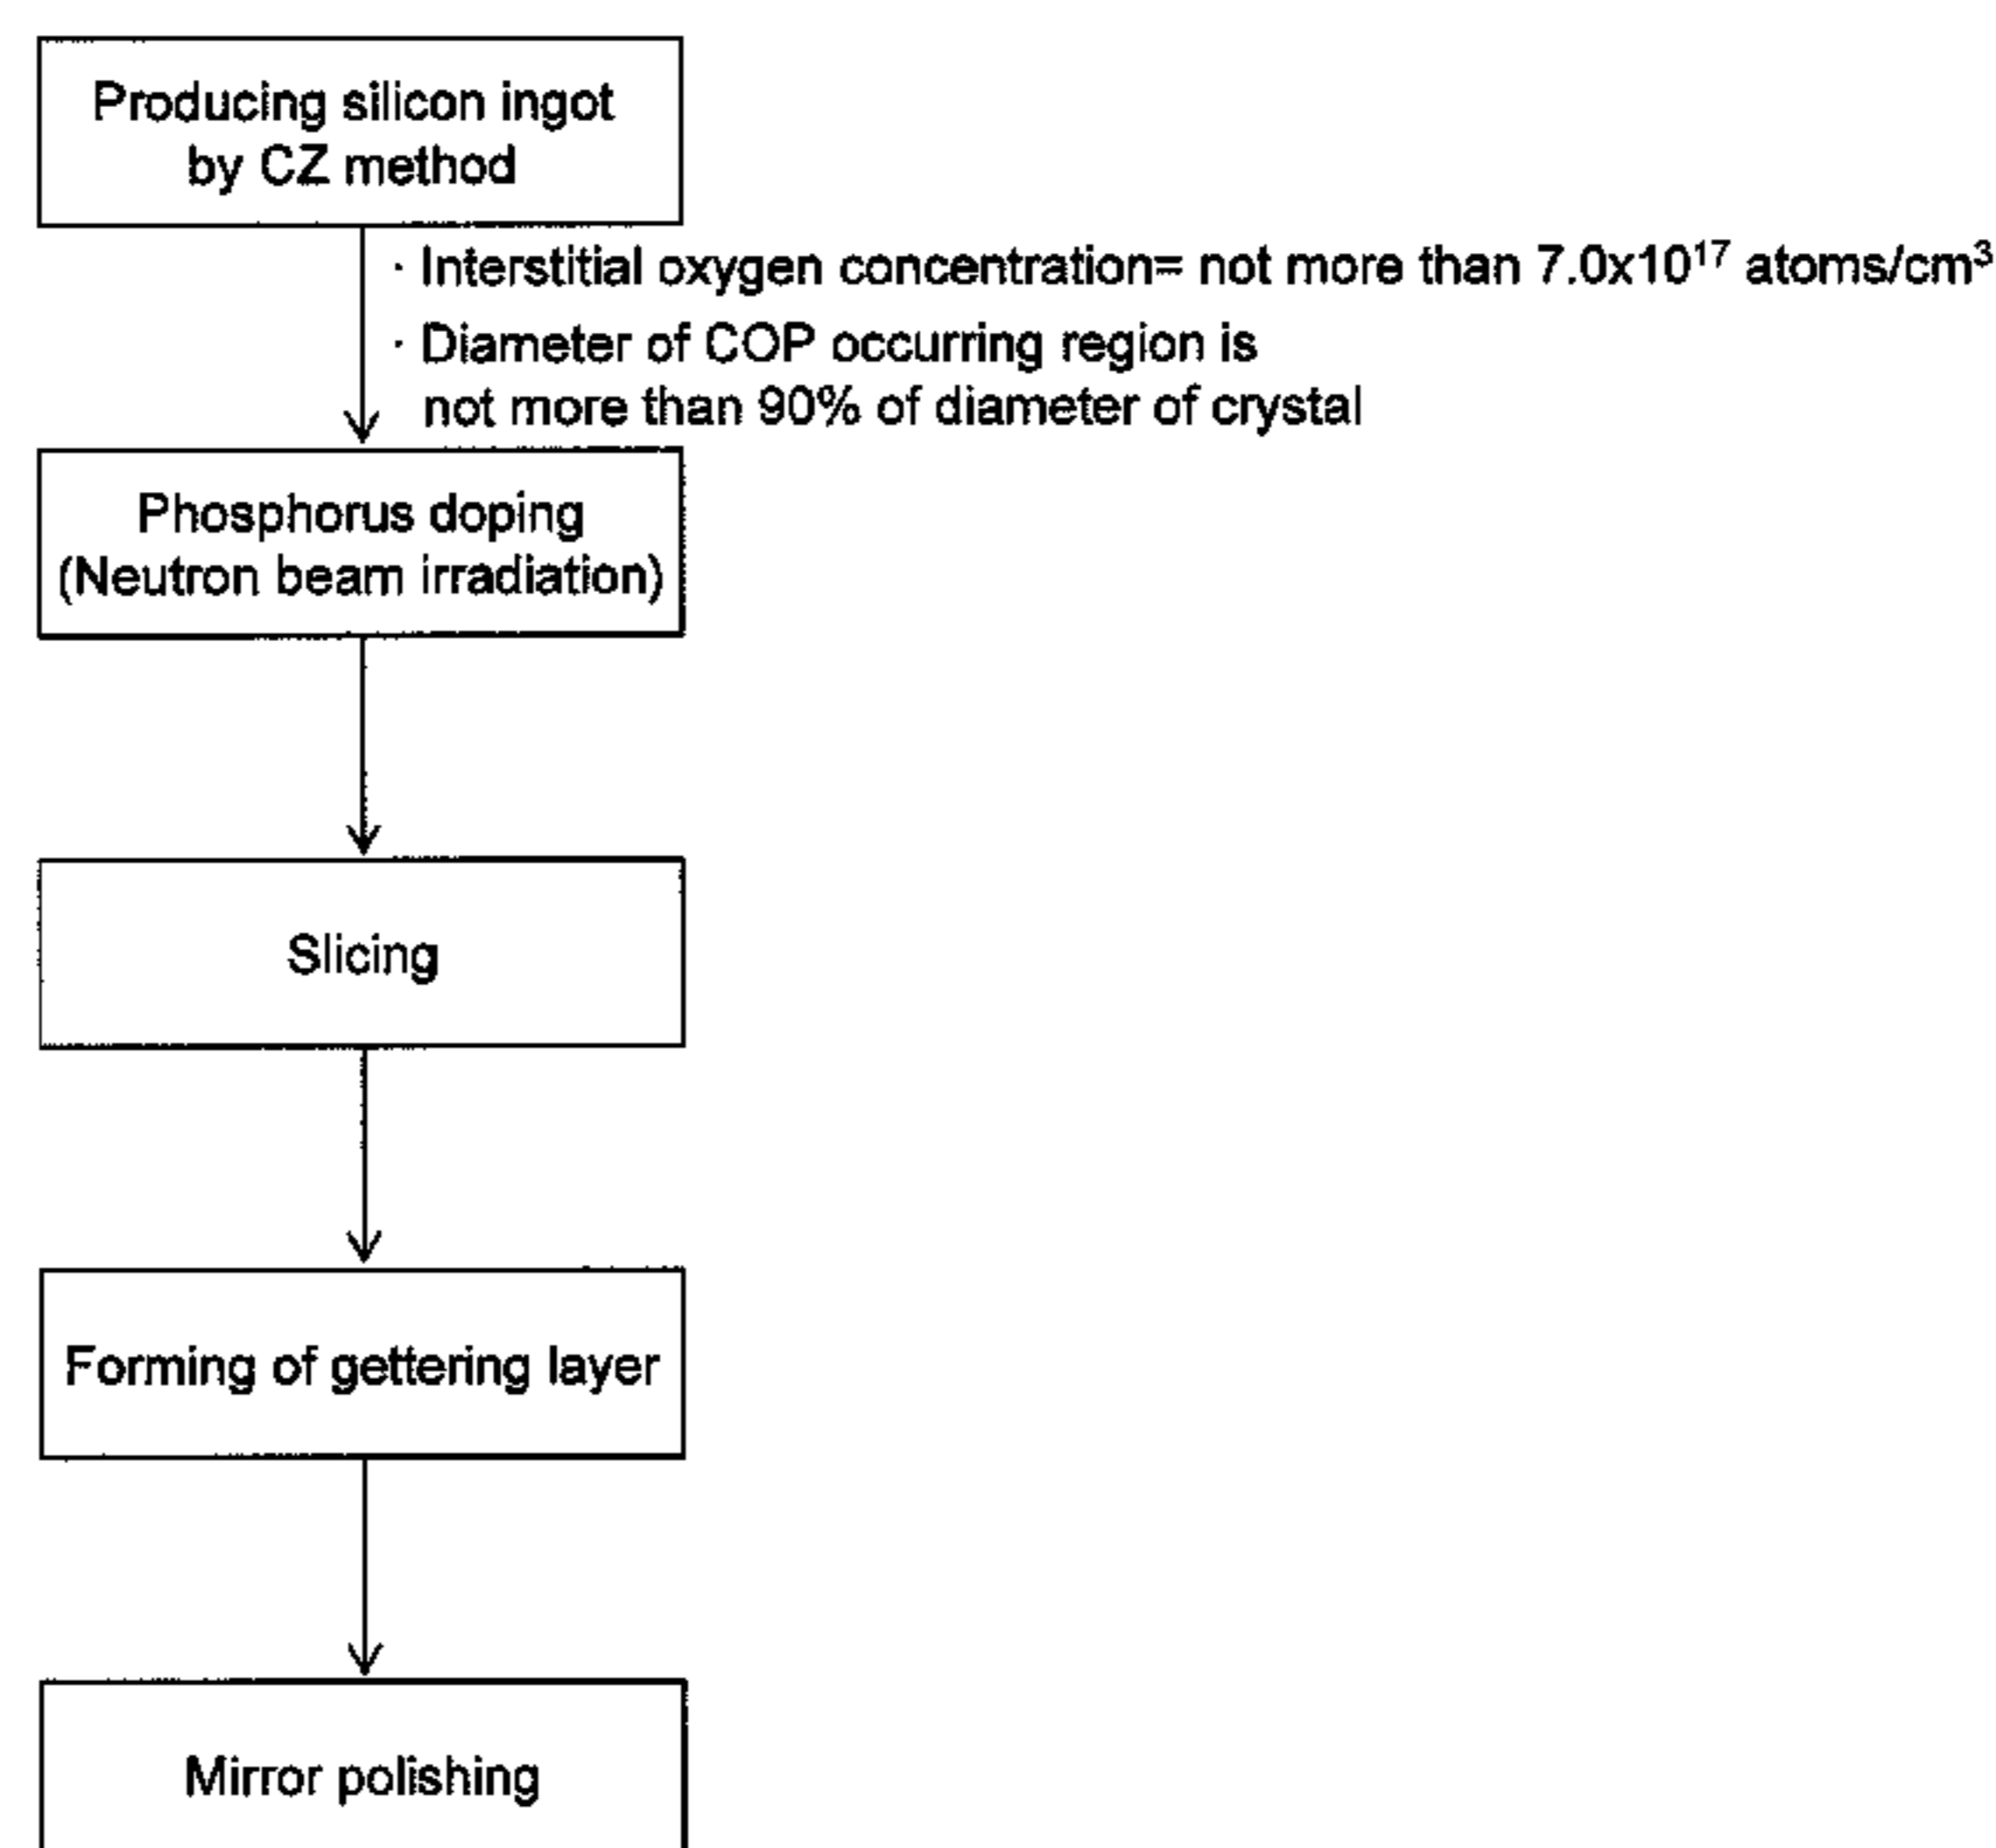 Producing silicon ingot
by CZ method
· Interstitial oxygen concentration= not more than 7.0x10¹⁷ atoms/cm³
· Diameter of COP occurring region is
not more than 90% of diameter of crystal
Phosphorus doping
(Neutron beam irradiation)
Slicing
Forming of gettering layer
Mirror polishing